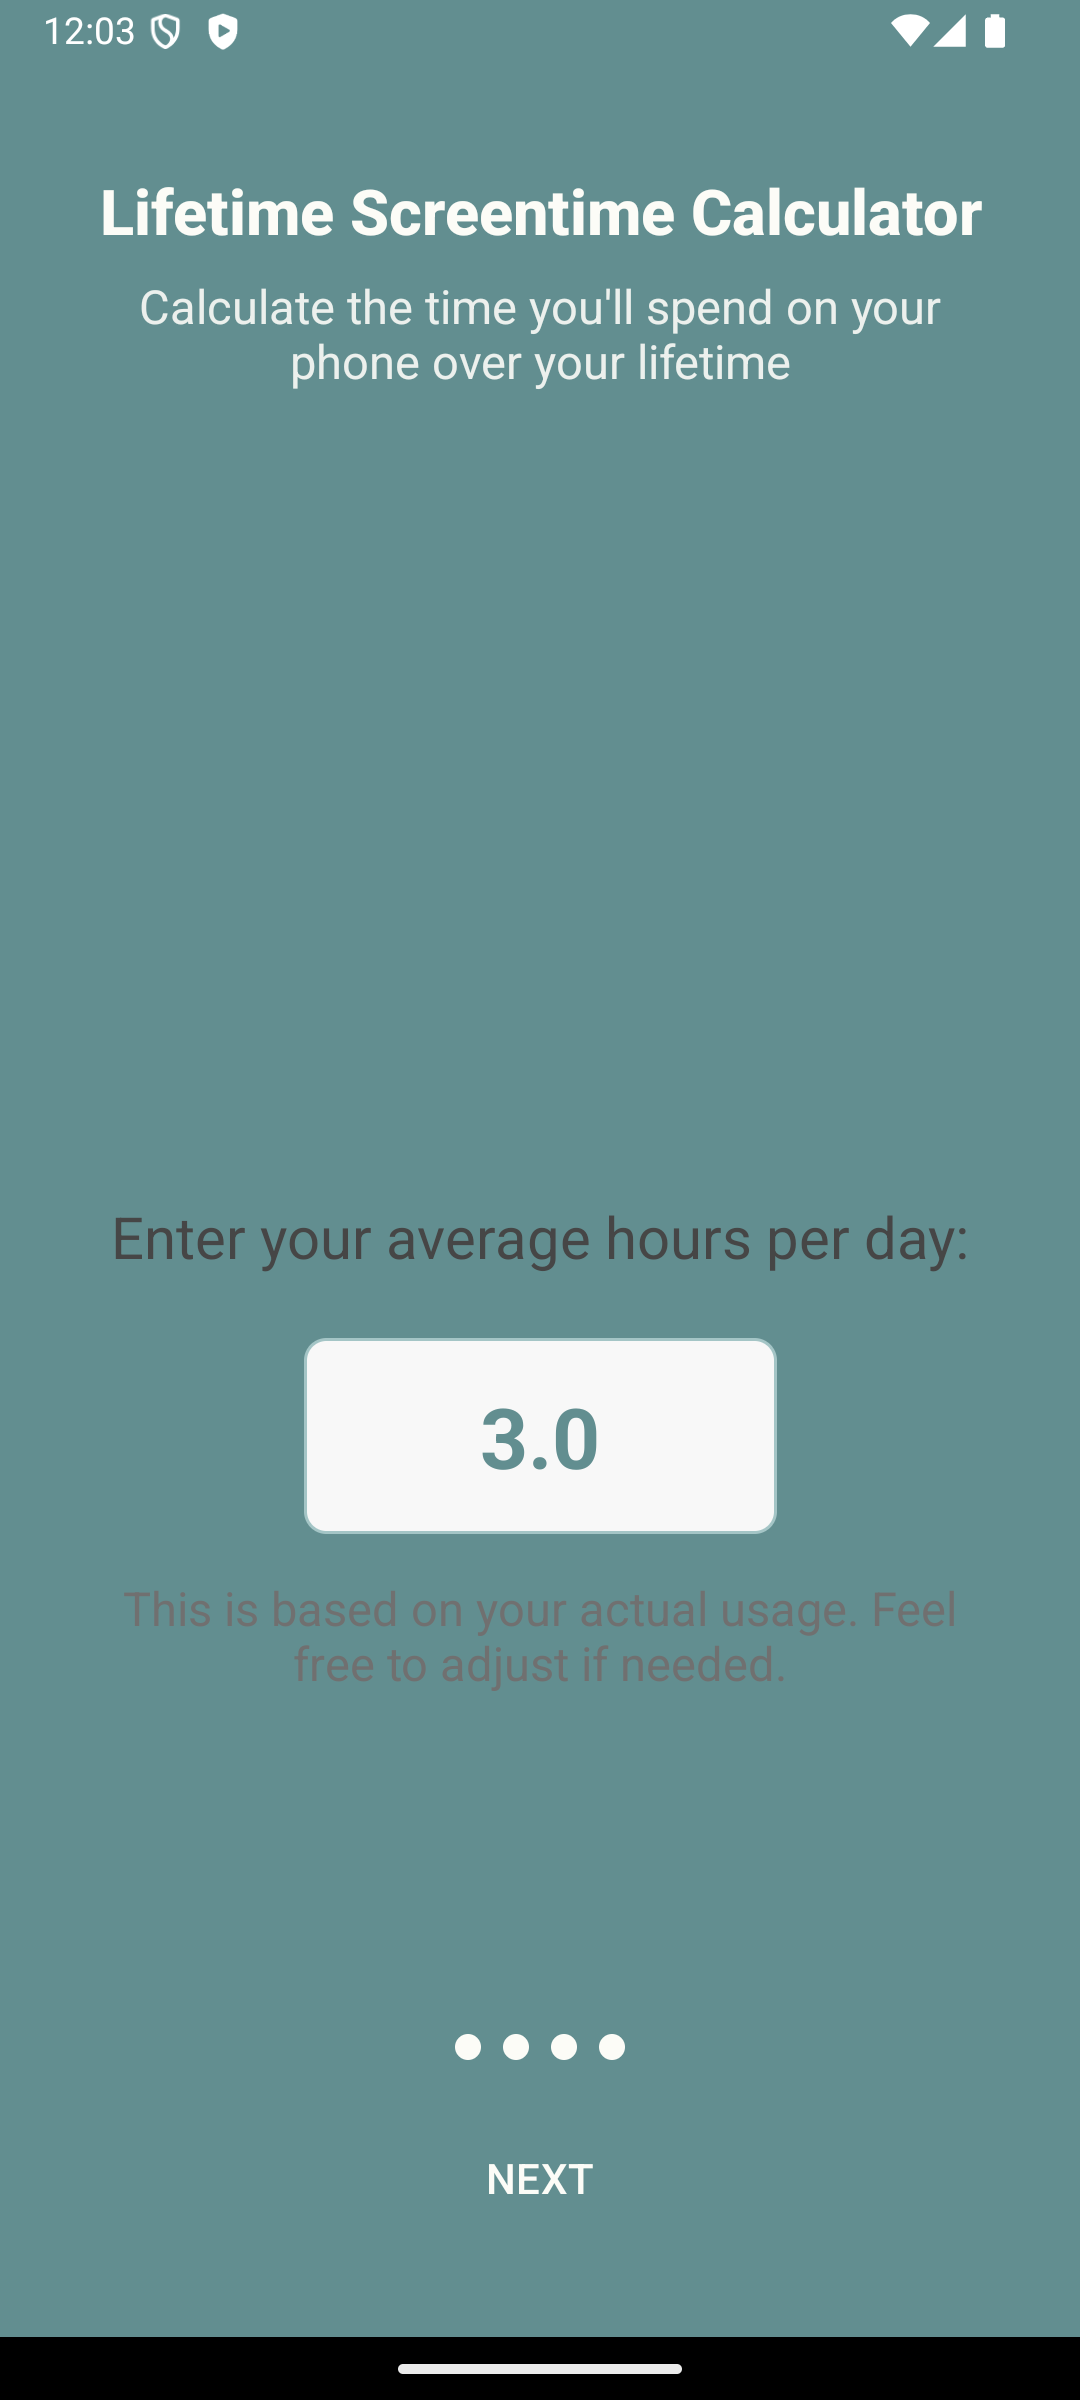 12:03
Lifetime Screentime Calculator
Calculate the time you'll spend on your
phone over your lifetime
Enter your average hours per day:
3.0
This is based on your actual usage. Feel
free to adjust if needed.
NEXT